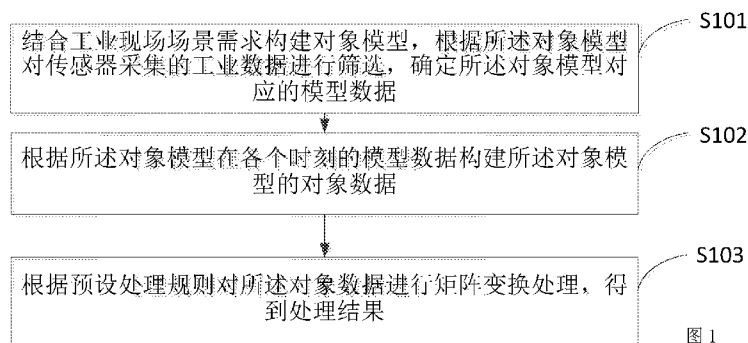 S101
结合工业现场场景需求构建对象模型，根据所述对象模型
对传感器采集的工业数据进行筛选，确定所述对象模型对
应的模型数据
S102
根据所述对象模型在各个时刻的模型数据构建所述对象模
型的对象数据
S103
根据预设处理规则对所述对象数据进行矩阵变换处理，得
到处理结果
图1